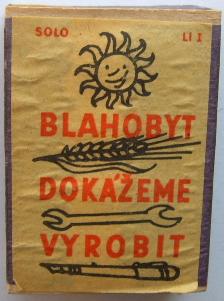 SOLO LI I
BLAHOBYT
DOKÁŽEME
VYROBIT